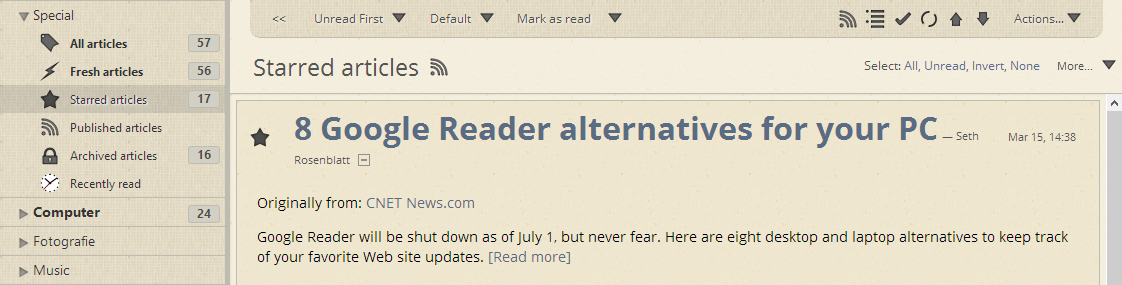 Special
All articles 57
Fresh articles 56
Starred articles 17
Published articles
Archived articles 16
Recently read
Computer 24
Fotografie
Music
<< Unread First Default Mark as read Actions...
Starred articles Select: All, Unread, Invert, None More...
8 Google Reader alternatives for your PC — Seth Mar 15, 14:38
Rosenblatt
Originally from: CNET News.com
Google Reader will be shut down as of July 1, but never fear. Here are eight desktop and laptop alternatives to keep track
of your favorite Web site updates. [Read more]